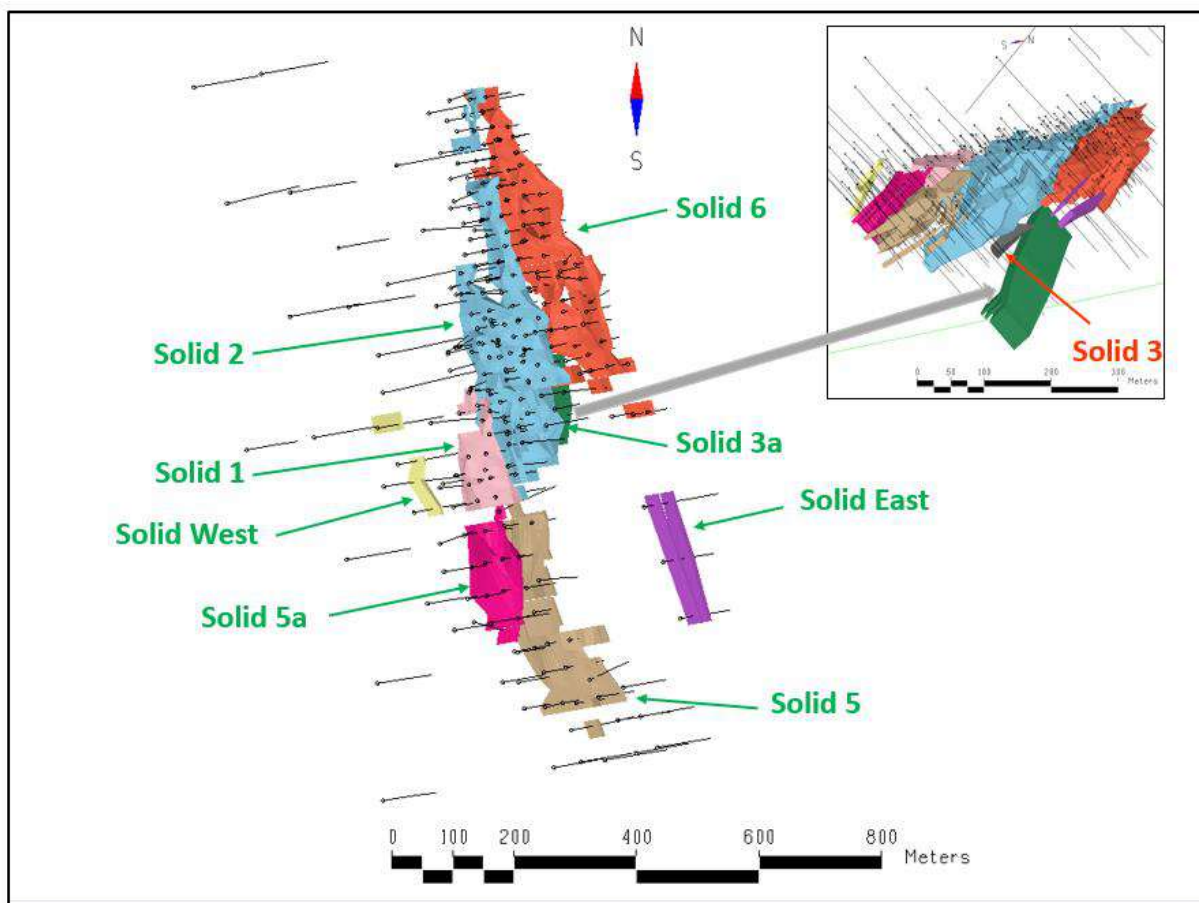 N
S
Solid 6
Solid 2
Solid 3a
Solid 1
Solid East
Solid West
Solid 5a
Solid 5
0 100 200 400 600 800
Meters
S N
Solid 3
0 50 100 200 300
Meters